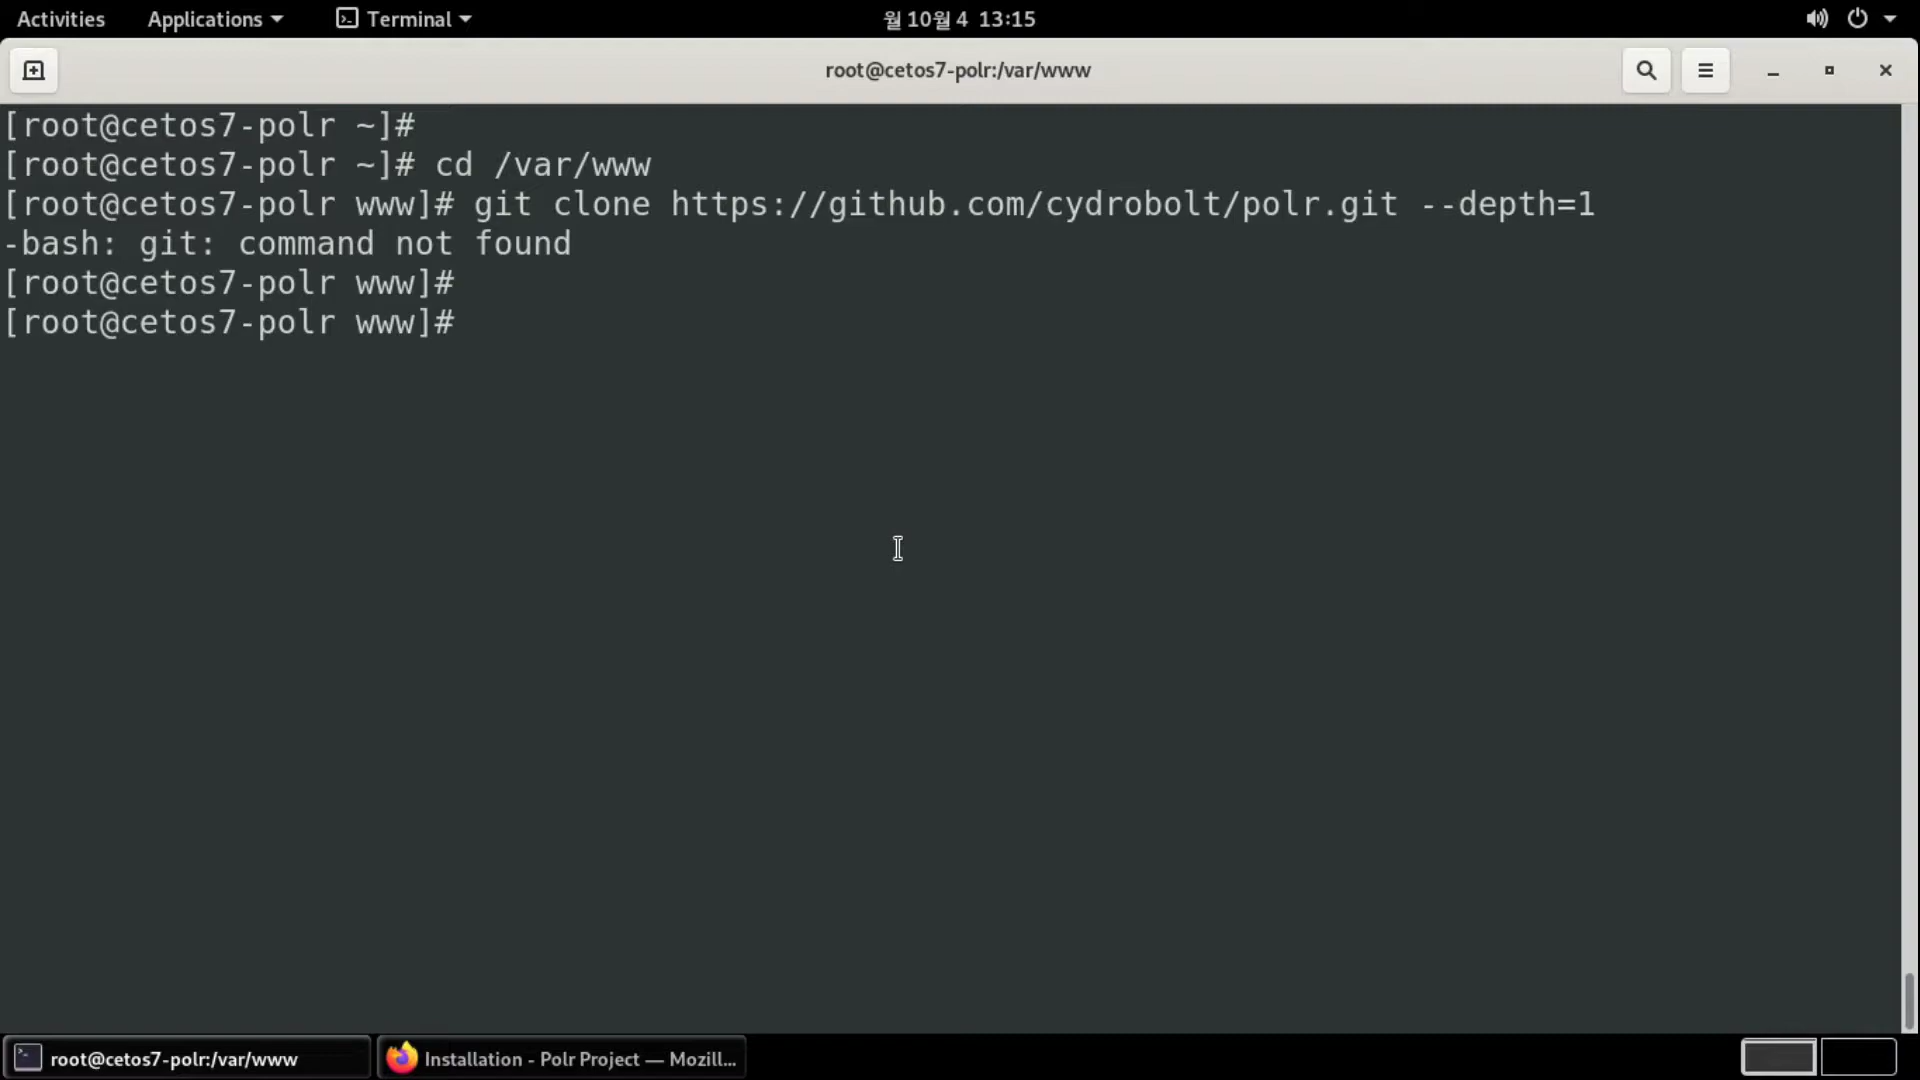 Activities Applications Terminal 월 10월 4 13:15
root@cetos7-polr:/var/www
[root@cetos7-polr ~]#
[root@cetos7-polr ~]# cd /var/www
[root@cetos7-polr www]# git clone https://github.com/cydrobolt/polr.git --depth=1
-bash: git: command not found
[root@cetos7-polr www]#
[root@cetos7-polr www]#
root@cetos7-polr:/var/www Installation - Polr Project — Mozill...